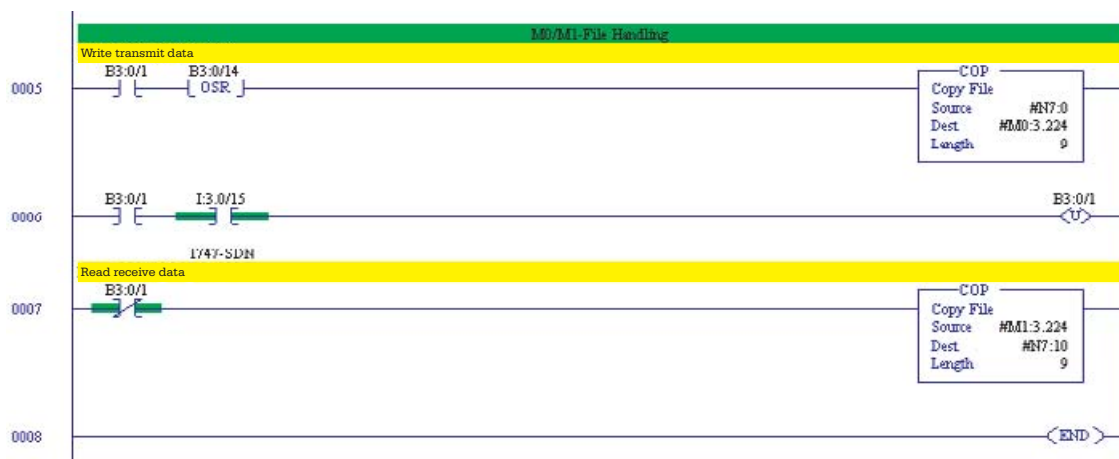 M0/M1-File Handling
Write transmit data
B3:0/1 B3:0/14
0005
OSR
COP
Copy File
Source #N7:0
Dest #M0:3.224
Length 9
B3:0/1 I:3.0/15 B3:0/1
0006
U
1747-SDN
Read receive data
B3:0/1
0007
COP
Copy File
Source #M1:3.224
Dest #N7:10
Length 9
0008
END